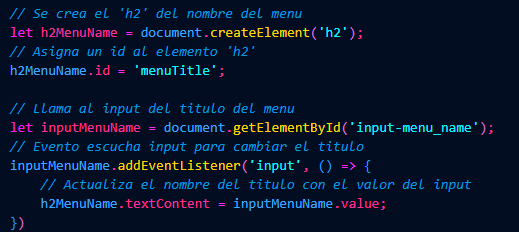 // Se crea el 'h2' del nombre del menu
let h2MenuName = document.createElement('h2');
// Asigna un id al elemento 'h2'
h2MenuName.id = 'menuTitle';

// Llama al input del titulo del menu
let inputMenuName = document.getElementById('input-menu_name');
// Evento escucha input para cambiar el titulo
inputMenuName.addEventListener('input', () => {
    // Actualiza el nombre del titulo con el valor del input
    h2MenuName.textContent = inputMenuName.value;
})